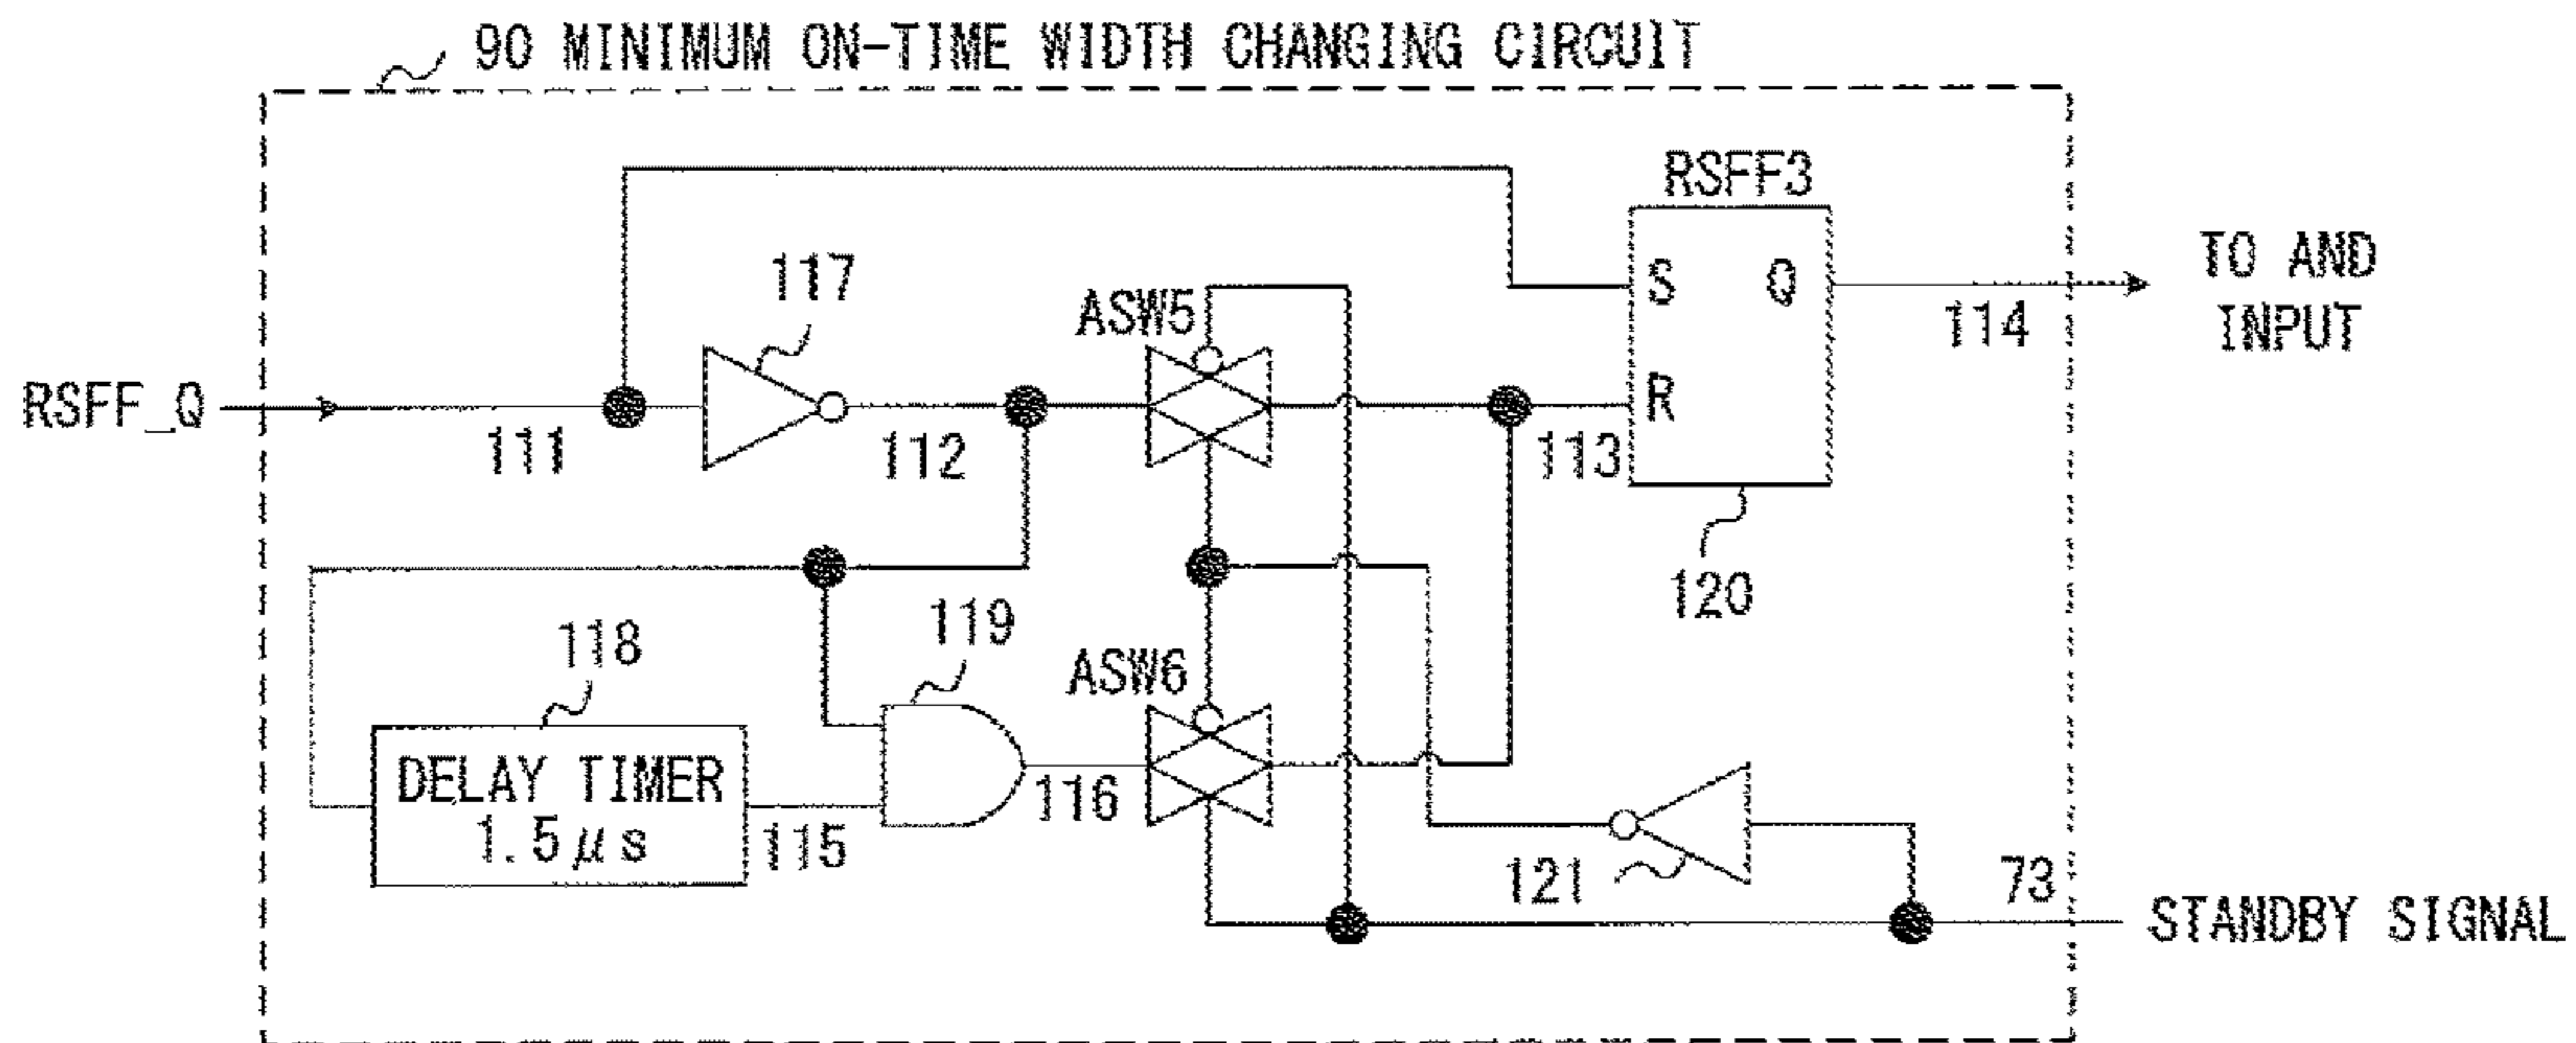 90 MINIMUM ON-TIME WIDTH CHANGING CIRCUIT
RSFF3
117
ASW5
S Q
TO AND
INPUT
114
RSFF_Q
111
112
R
113
120
119
118
ASW6
DELAY TIMER
1.5μs
115
116
121
73
STANDBY SIGNAL